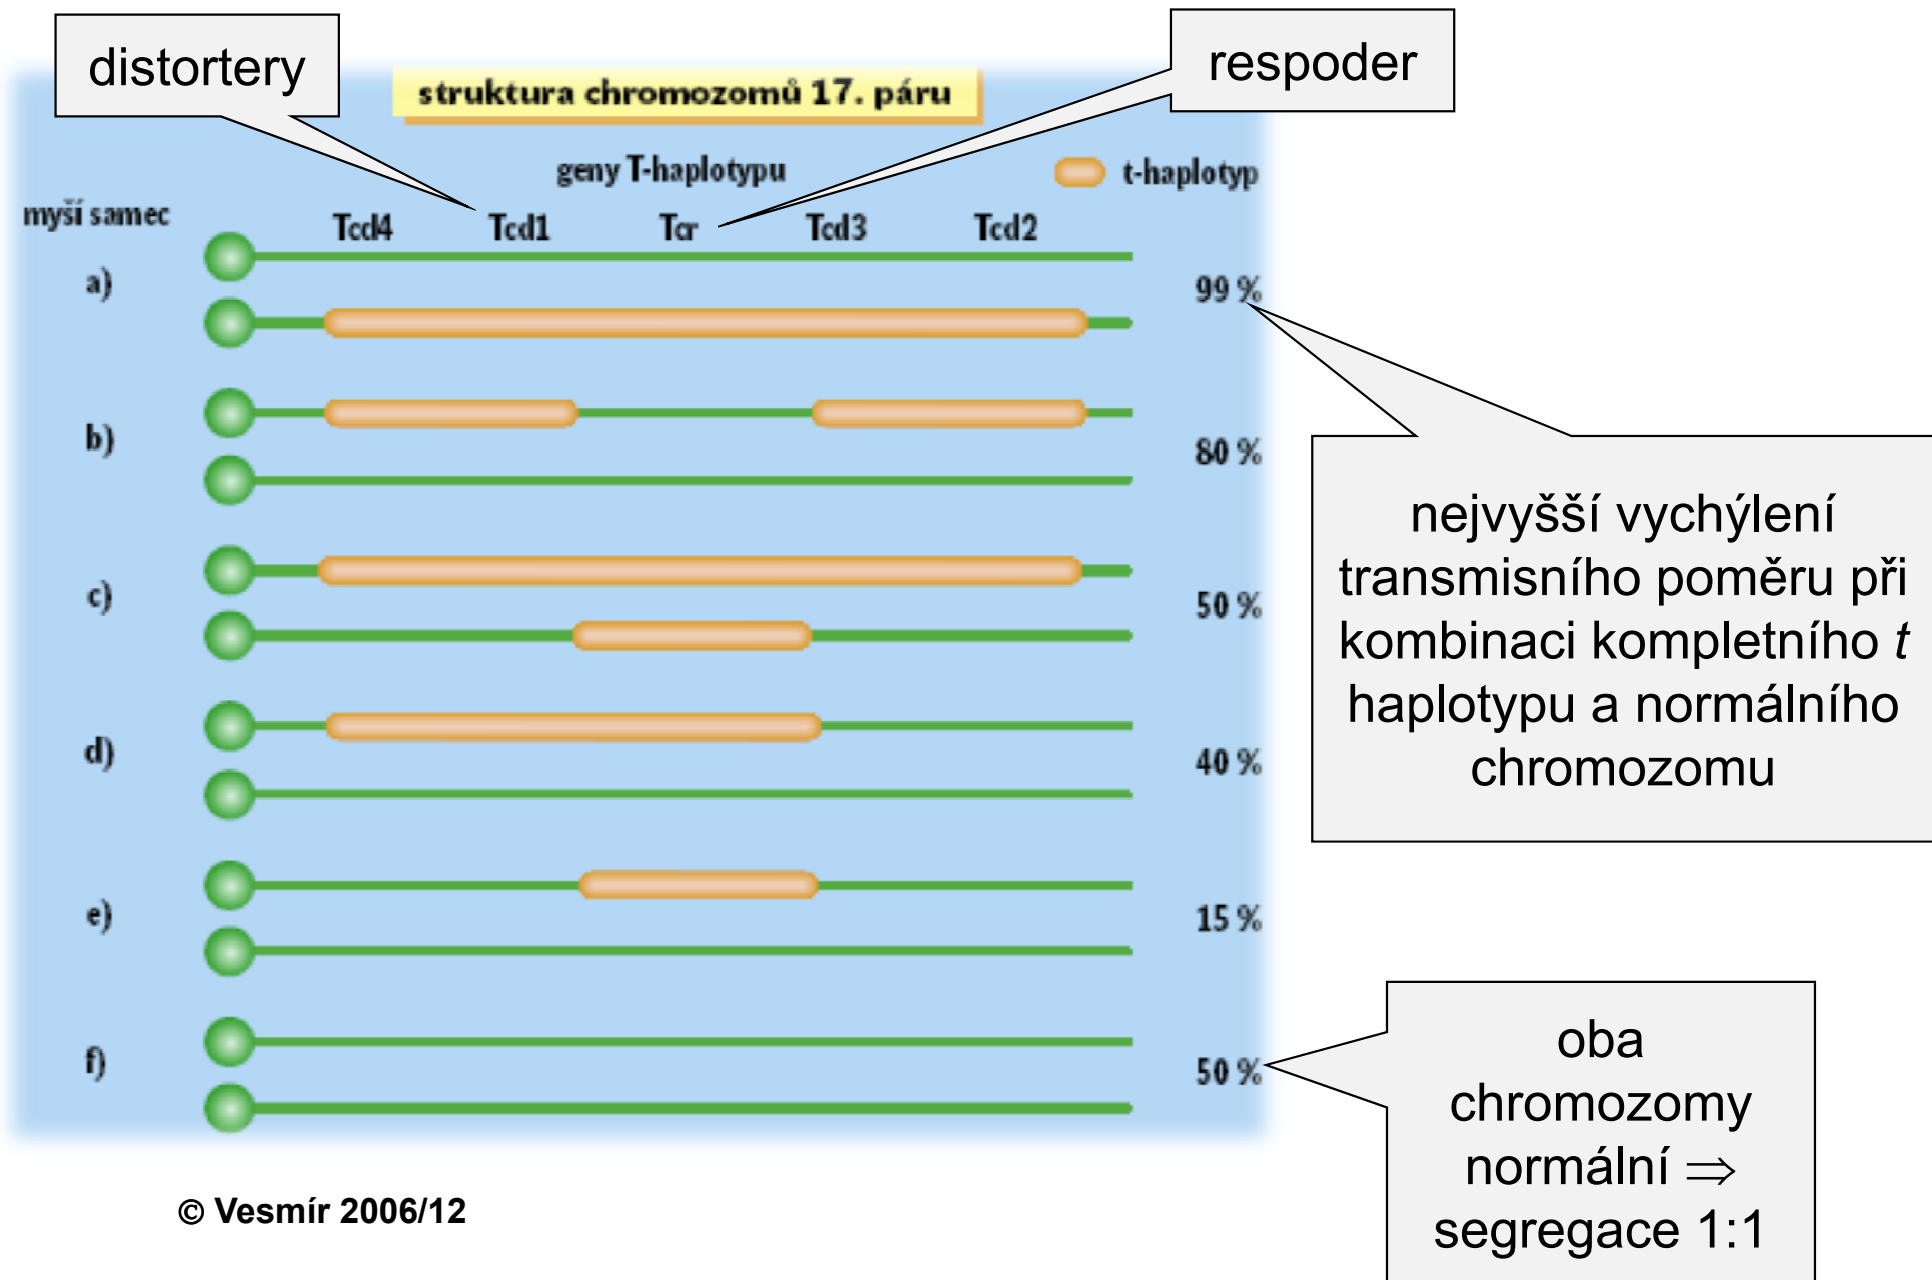 distortery
respoder
struktura chromozomů 17. páru
geny T-haplotypu
t-haplotyp
myší samec
Tcd4 Tcd1 Tcr Tcd3 Tcd2
a)
99 %
b)
80 %
c)
50 %
d)
40 %
e)
15 %
f)
50 %
nejvyšší vychýlení
transmisního poměru při
kombinaci kompletního t
haplotypu a normálního
chromozomu
oba
chromozomy
normální ⇒
segregace 1:1
© Vesmír 2006/12